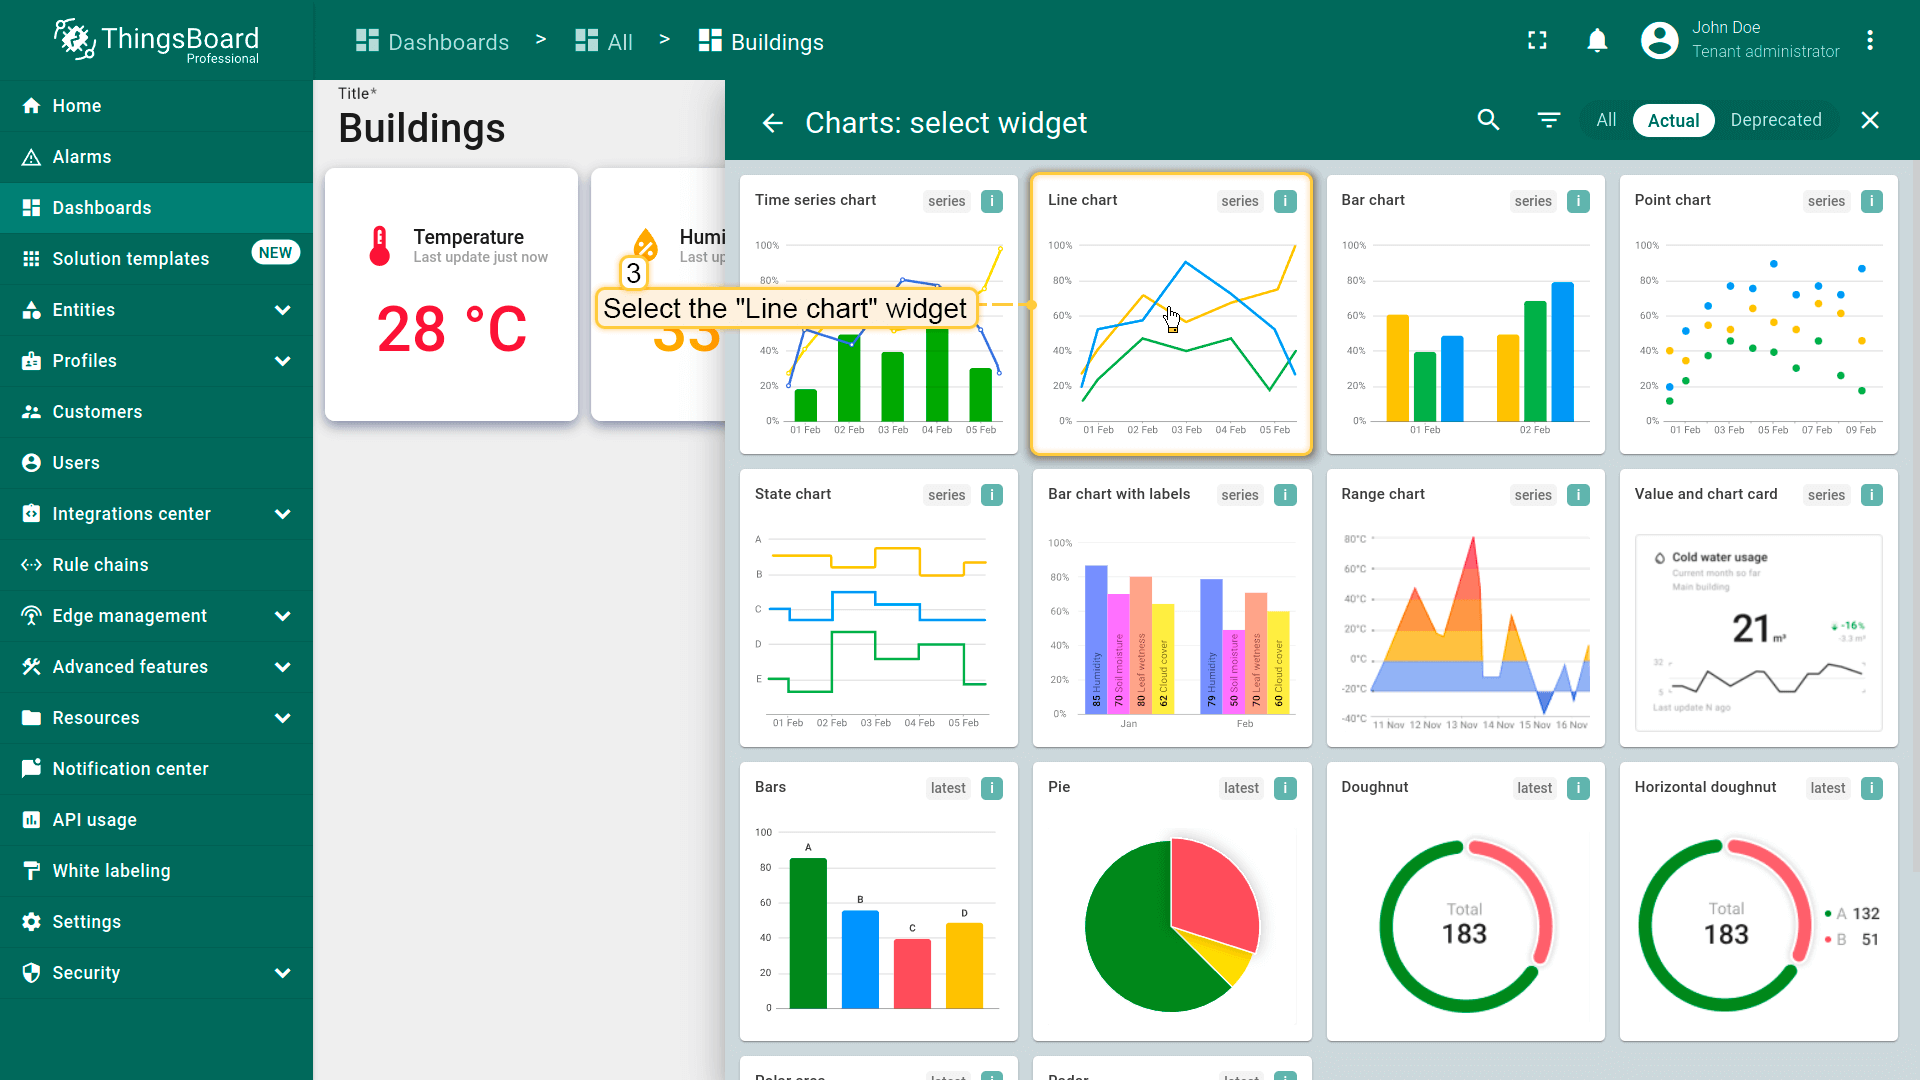 ThingsBoard
Professional
Dashboards > All > Buildings
John Doe
Tenant administrator
Home
Alarms
Dashboards
Solution templates NEW
Entities
Profiles
Customers
Users
Integrations center
Rule chains
Edge management
Advanced features
Resources
Notification center
API usage
White labeling
Settings
Security
Title*
Buildings
Temperature
Last update just now
28 °C
Humi
Last up
33
3
Select the "Line chart" widget
Charts: select widget
All Actual Deprecated
Time series chart series i
100%
80%
40%
20%
0%
01 Feb 02 Feb 03 Feb 04 Feb 05 Feb
Line chart series i
100%
80%
60%
40%
20%
0%
01 Feb 02 Feb 03 Feb 04 Feb 05 Feb
Bar chart series i
100%
80%
60%
40%
20%
0%
01 Feb 02 Feb
Point chart series i
100%
80%
60%
40%
20%
0%
01 Feb 03 Feb 05 Feb 07 Feb 09 Feb
State chart series i
A
B
C
D
E
01 Feb 02 Feb 03 Feb 04 Feb 05 Feb
Bar chart with labels series i
100%
80%
60%
40%
20%
0%
85 Humidity
70 Soil moisture
80 Leaf wetness
62 Cloud cover
79 Humidity
50 Soil moisture
70 Leaf wetness
60 Cloud cover
Jan Feb
Range chart series i
80°C
60°C
40°C
20°C
0°C
-20°C
-40°C
11 Nov 12 Nov 13 Nov 14 Nov 15 Nov 16 Nov
Value and chart card series i
Cold water usage
Current month so far
Main building
21 m³
-16%
-3.3 m³
32
5
Last update N ago
Bars latest i
100
80
60
40
20
0
A
B
C
D
Pie latest i
Doughnut latest i
Total
183
Horizontal doughnut latest i
Total
183
A 132
B 51
Polar area latest i
Radar latest i